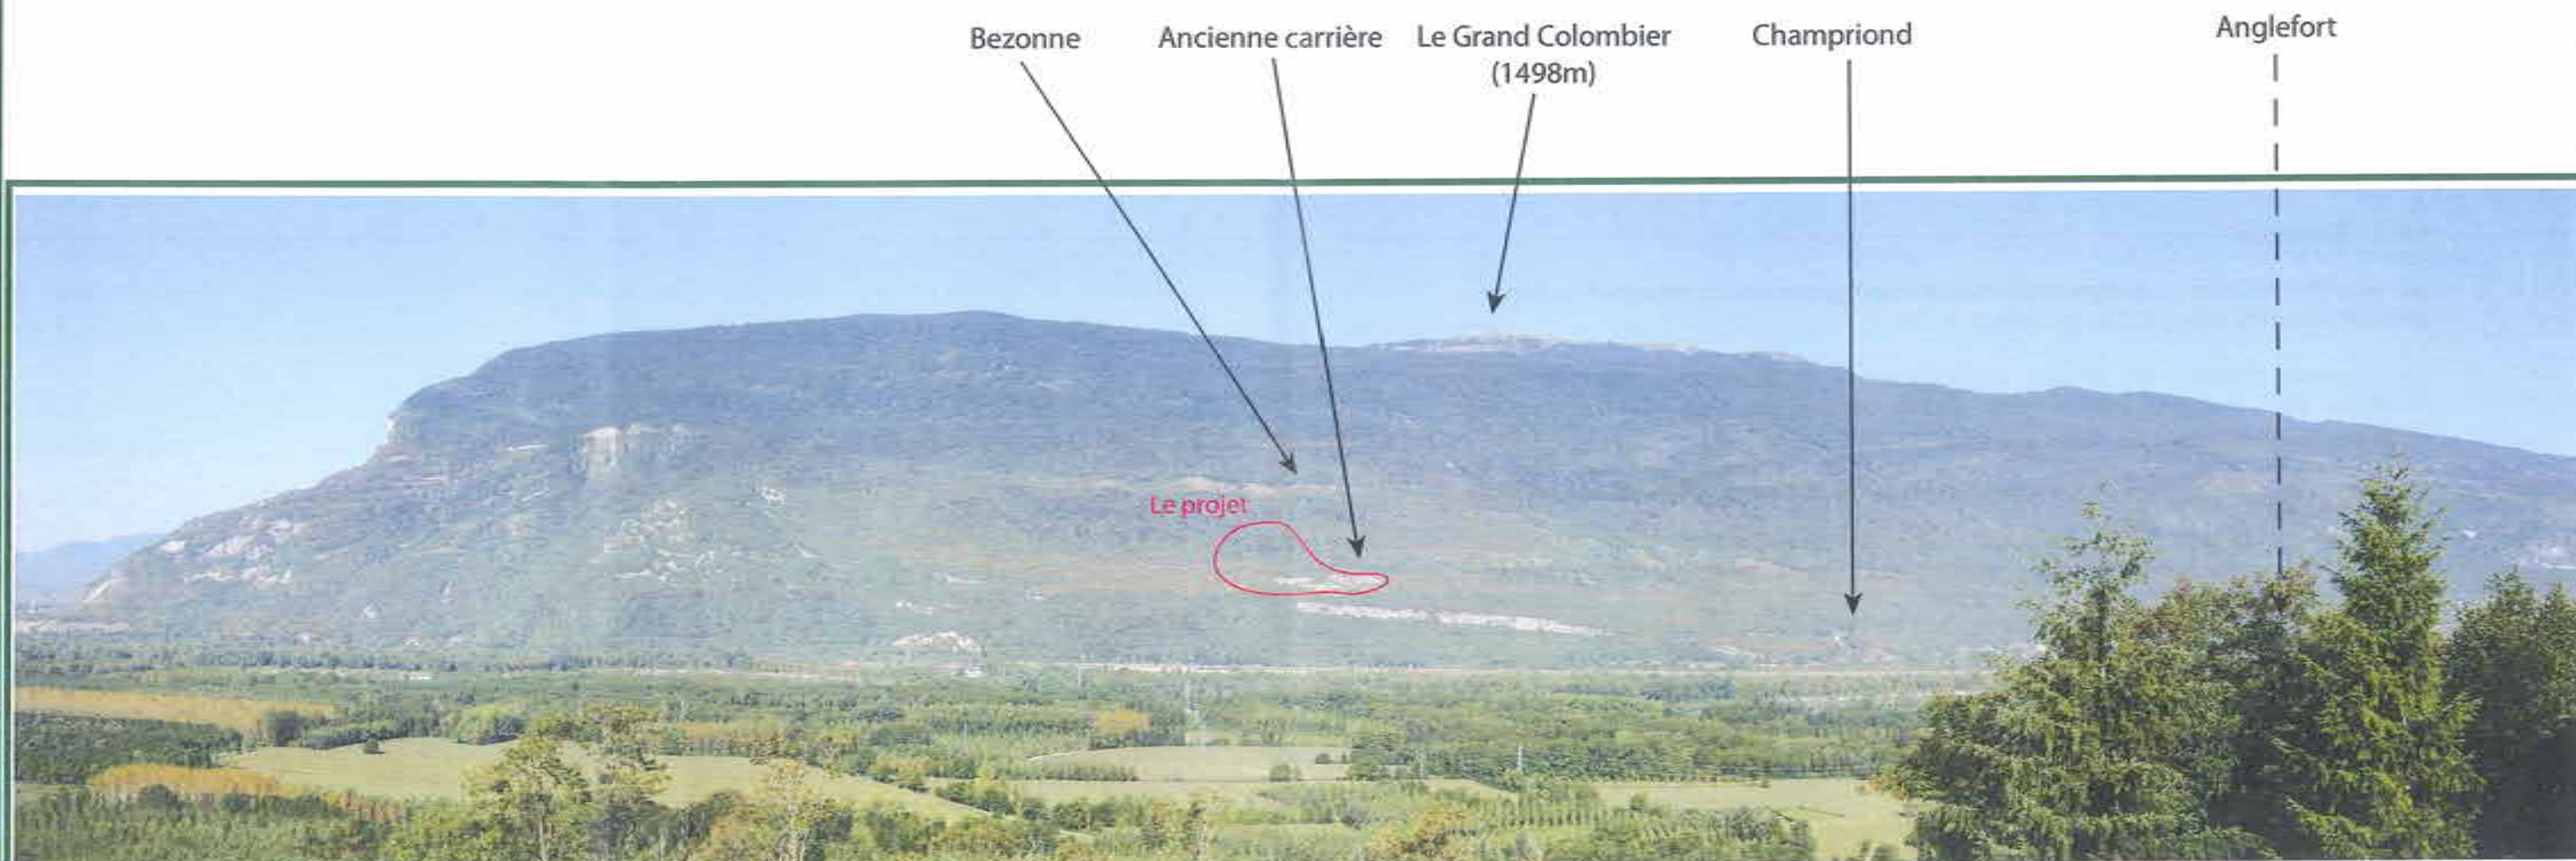 Bezonne
Ancienne carrière
Le Grand Colombier
(1498m)
Champriond
Anglefort
Le projet